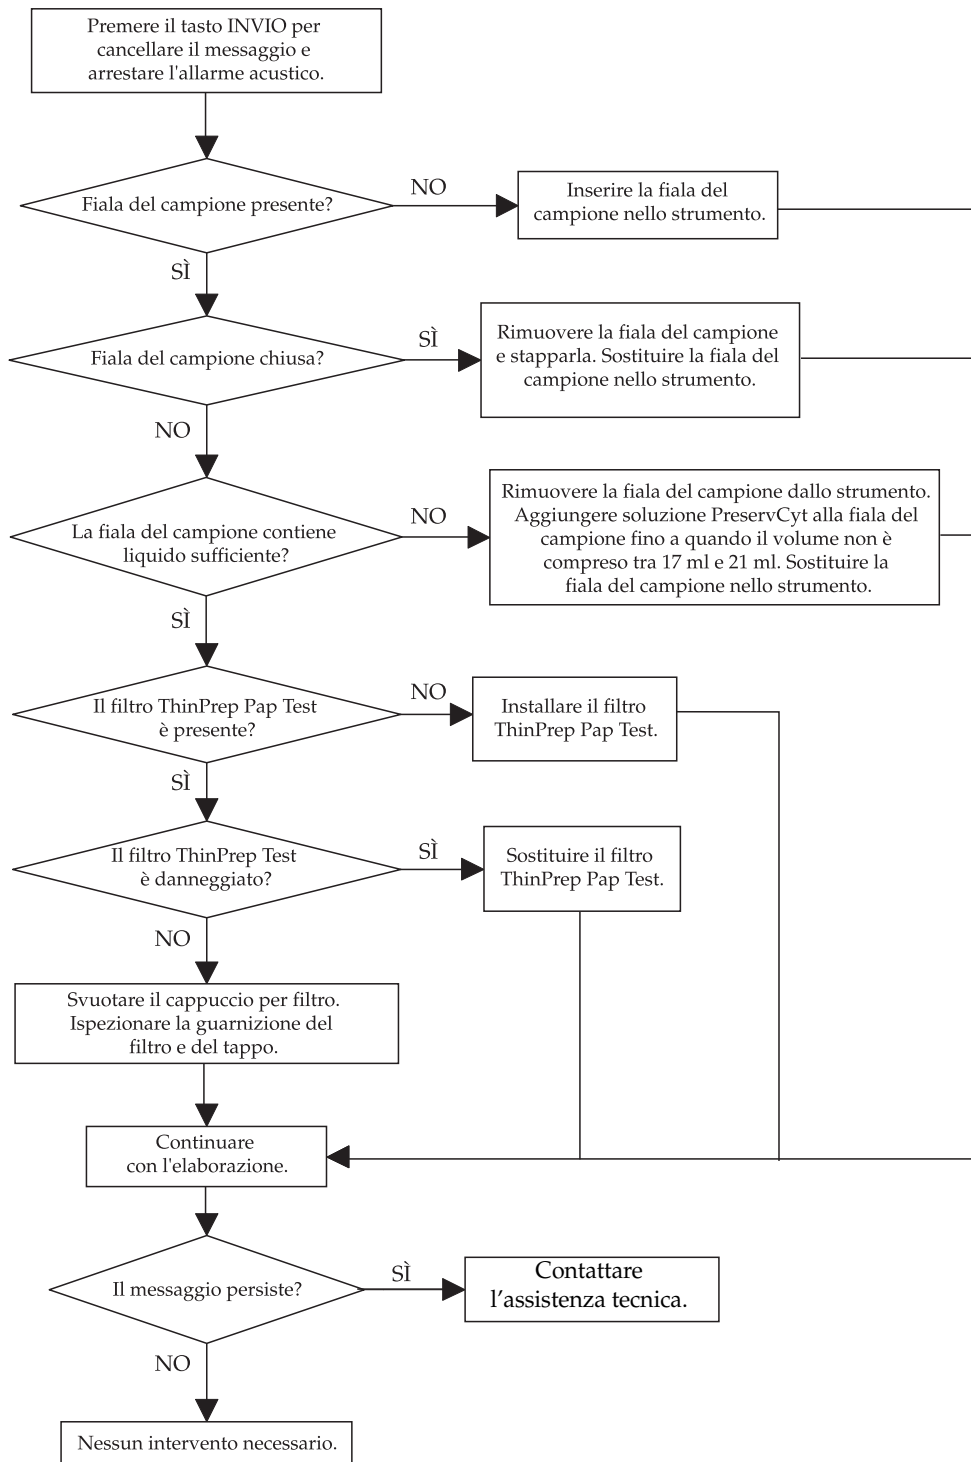 Premere il tasto INVIO per
cancellare il messaggio e
arrestare l'allarme acustico.
Fiala del campione presente?
NO
Inserire la fiala del
campione nello strumento.
SÌ
Fiala del campione chiusa?
SÌ
Rimuovere la fiala del campione
e stapparla. Sostituire la fiala del
campione nello strumento.
NO
La fiala del campione contiene
liquido sufficiente?
NO
Rimuovere la fiala del campione dallo strumento.
Aggiungere soluzione PreservCyt alla fiala del
campione fino a quando il volume non è
compreso tra 17 ml e 21 ml. Sostituire la
fiala del campione nello strumento.
SÌ
Il filtro ThinPrep Pap Test
è presente?
NO
Installare il filtro
ThinPrep Pap Test.
SÌ
Il filtro ThinPrep Test
è danneggiato?
SÌ
Sostituire il filtro
ThinPrep Pap Test.
NO
Svuotare il cappuccio per filtro.
Ispezionare la guarnizione del
filtro e del tappo.
Continuare
con l'elaborazione.
Il messaggio persiste?
SÌ
Contattare
l’assistenza tecnica.
NO
Nessun intervento necessario.